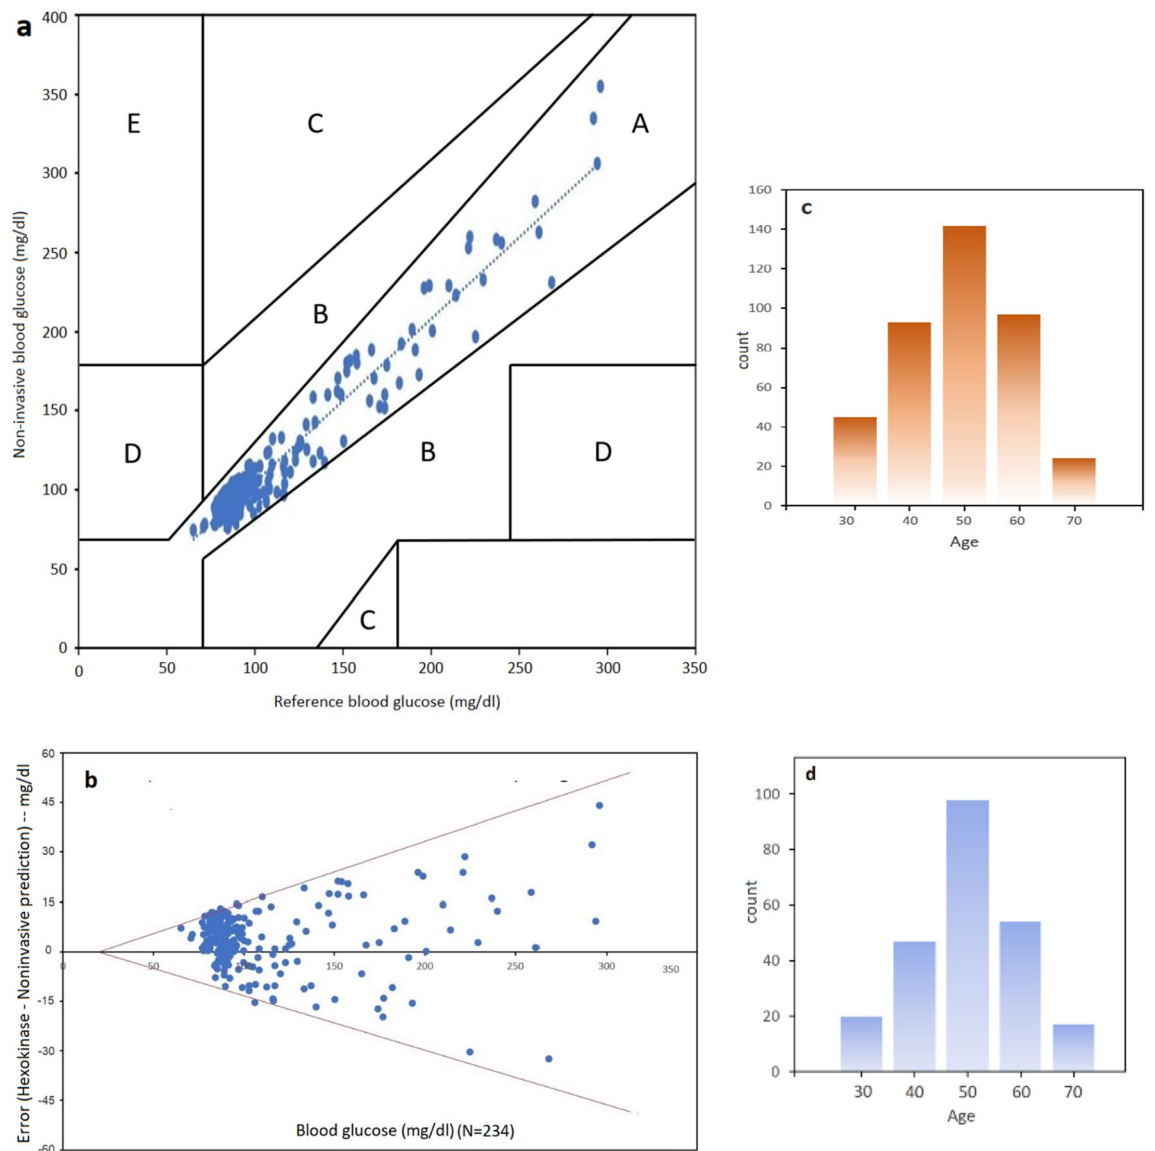 a
400
350
300
250
200
150
100
50
0
E
C
A
B
D
B
D
C
0 50 100 150 200 250 300 350
Non-invasive blood glucose (mg/dl)
Reference blood glucose (mg/dl)
c
160
140
120
100
80
60
40
20
0
30 40 50 60 70
count
Age
b
60
45
30
15
0
-15
-30
-45
-60
0 50 150 200 250 300 350
Error (Hexokinase - Noninvasive prediction) -- mg/dl
Blood glucose (mg/dl) (N=234)
d
100
80
60
40
20
0
30 40 50 60 70
count
Age